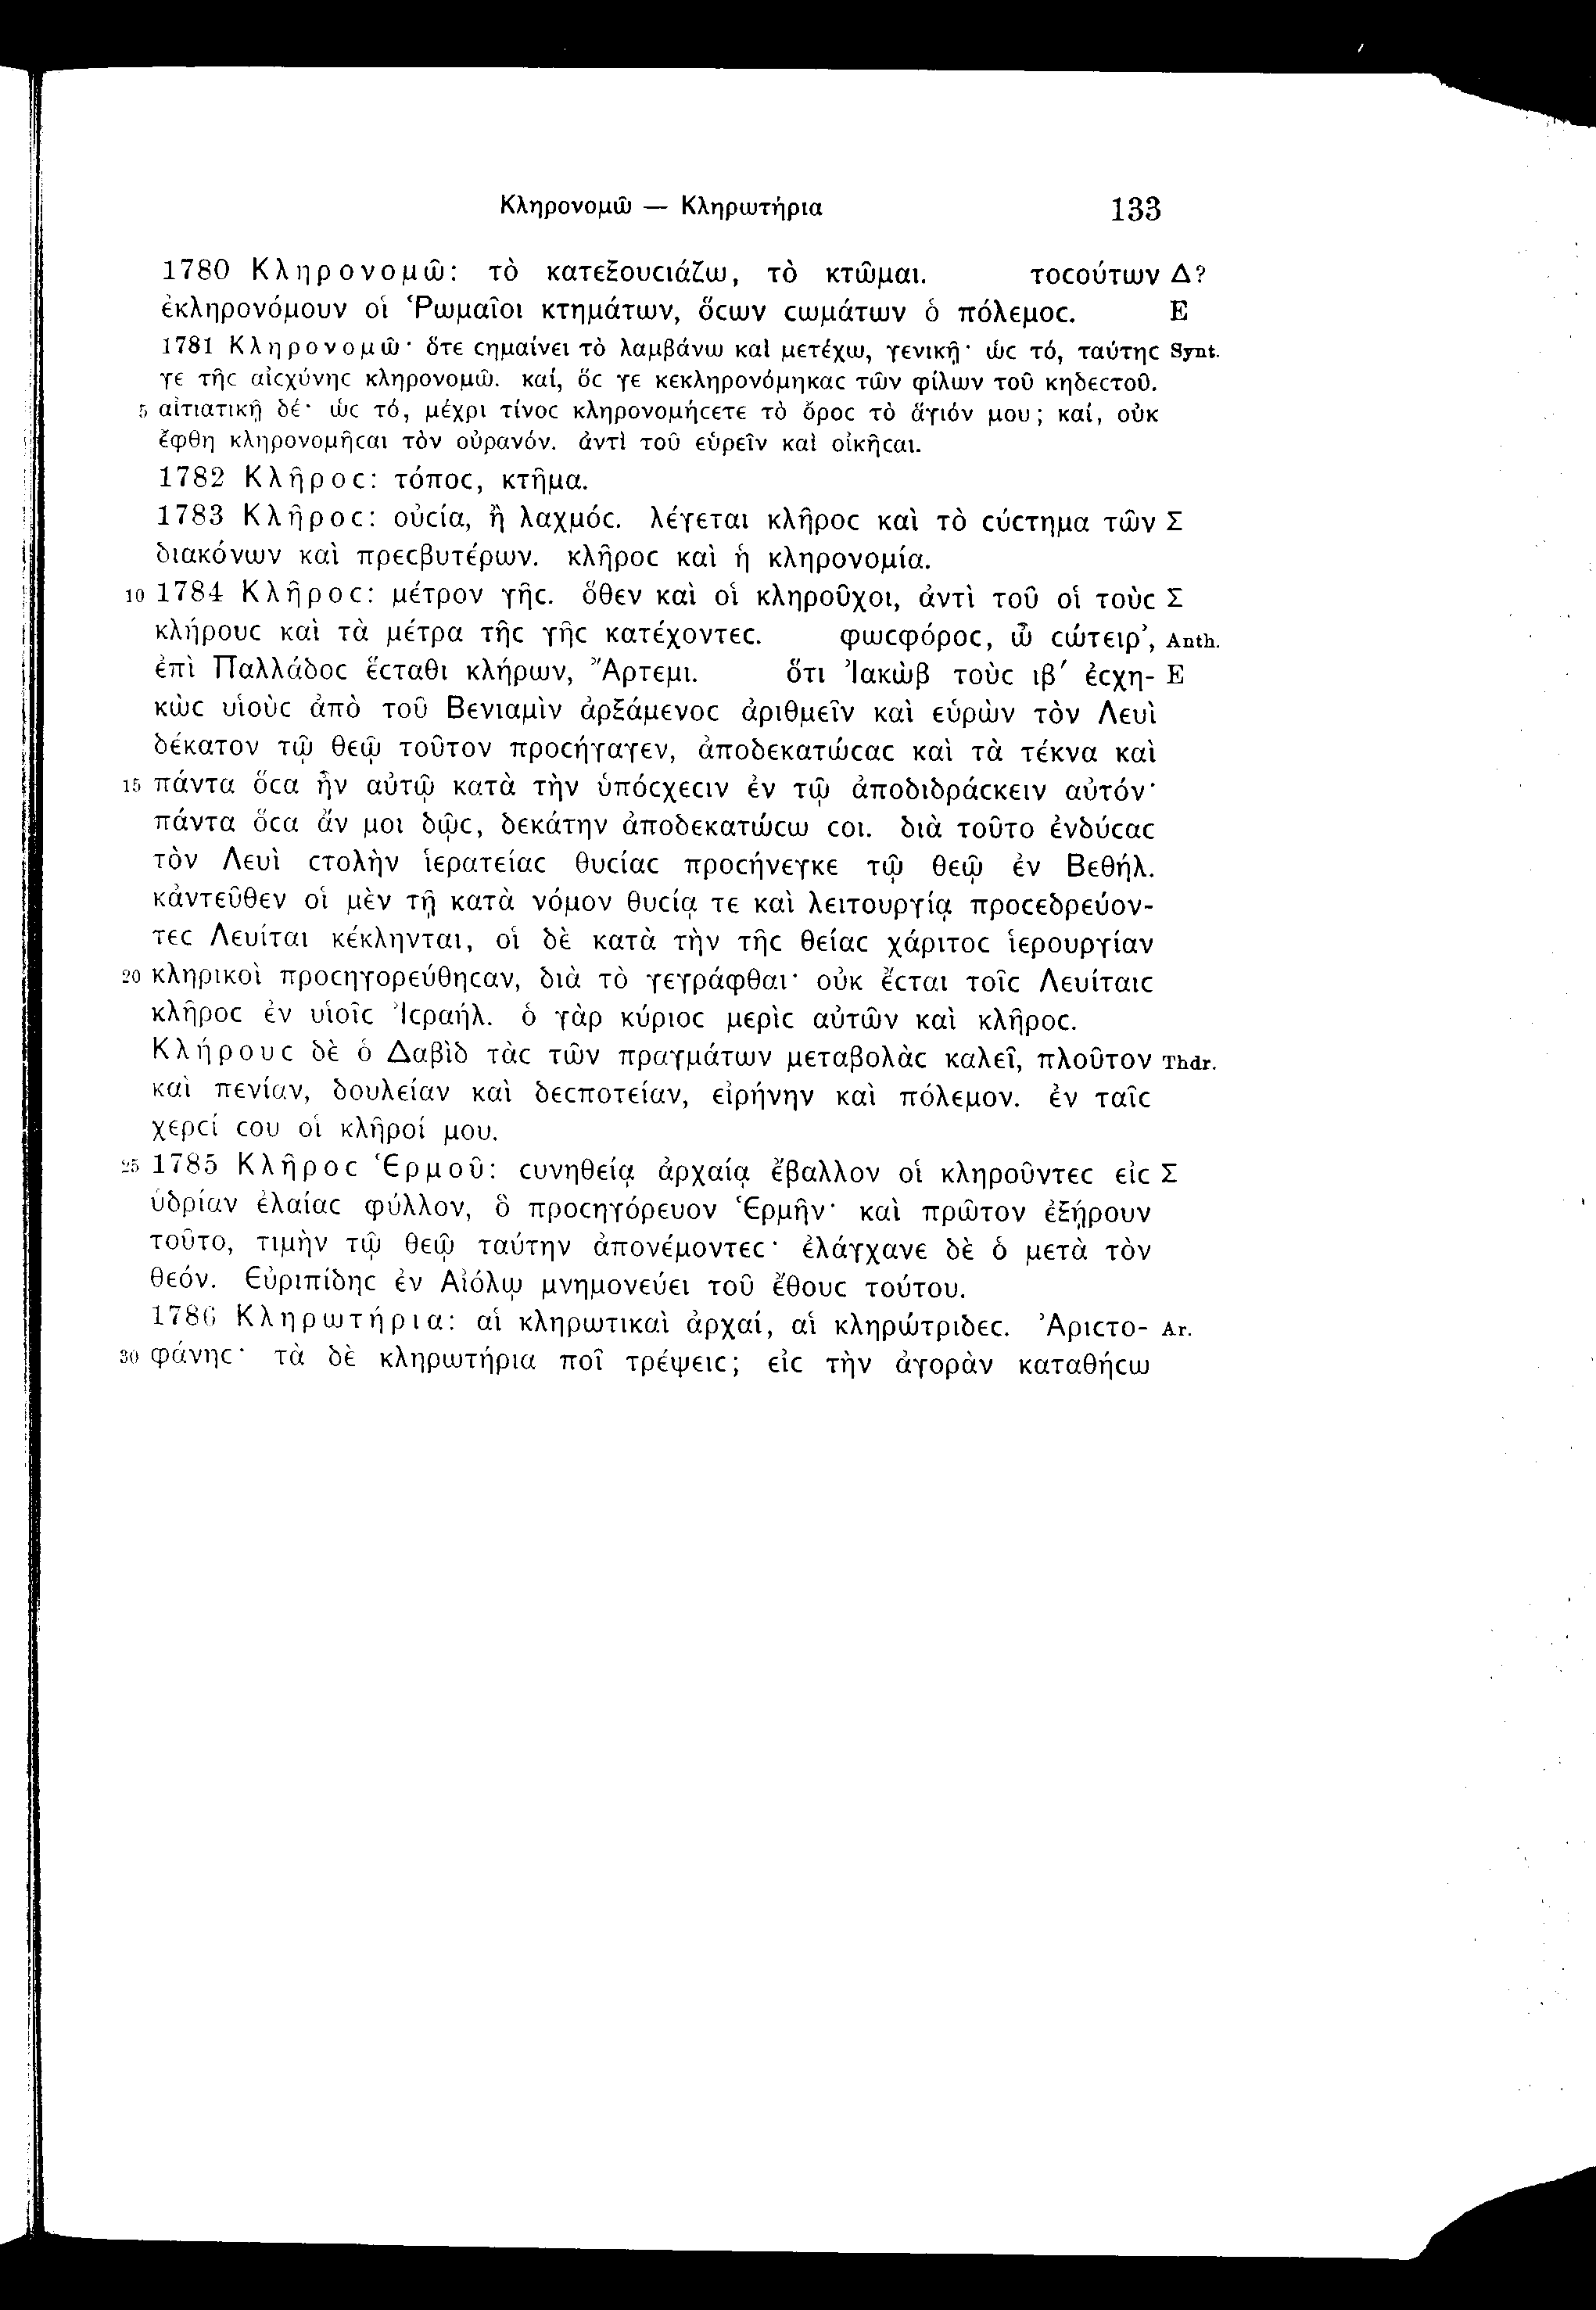 Κληρονομῶ — Κληρωτήρια 133
1780 Κληρονομῶ: τὸ κατεξουϲιάζω, τὸ κτῶμαι. τοϲούτων Δ?
ἐκληρονόμουν οἱ Ῥωμαῖοι κτημάτων, ὅϲων ϲωμάτων ὁ πόλεμοϲ. E
1781 Κληρονομῶ· ὅτε ϲημαίνει τὸ λαμβάνω καὶ μετέχω, γενικῇ· ὡϲ τό, ταύτηϲ Synt.
γε τῆϲ αἰϲχύνηϲ κληρονομῶ. καί, ὅϲ γε κεκληρονόμηκαϲ τῶν φίλων τοῦ κηδεϲτοῦ.
5 αἰτιατικῇ δέ· ὡϲ τό, μέχρι τίνοϲ κληρονομήϲετε τὸ ὄροϲ τὸ ἅγιόν μου; καί, οὐκ
ἔφθη κληρονομῆϲαι τὸν οὐρανόν. ἀντὶ τοῦ εὑρεῖν καὶ οἰκῆϲαι.
1782 Κλῆροϲ: τόποϲ, κτῆμα.
1783 Κλῆροϲ: οὐϲία, ἢ λαχμόϲ. λέγεται κλῆροϲ καὶ τὸ ϲύϲτημα τῶν Σ
διακόνων καὶ πρεϲβυτέρων. κλῆροϲ καὶ ἡ κληρονομία.
10 1784 Κλῆροϲ: μέτρον γῆϲ. ὅθεν καὶ οἱ κληροῦχοι, ἀντὶ τοῦ οἱ τοὺϲ Σ
κλήρουϲ καὶ τὰ μέτρα τῆϲ γῆϲ κατέχοντεϲ. φωϲφόροϲ, ὦ ϲώτειρ’, Anth.
ἐπὶ Παλλάδοϲ ἕϲταθι κλήρων, Ἄρτεμι. ὅτι Ἰακὼβ τοὺϲ ιβʹ ἐϲχη- E
κὼϲ υἱοὺϲ ἀπὸ τοῦ Βενιαμὶν ἀρξάμενοϲ ἀριθμεῖν καὶ εὑρὼν τὸν Λευὶ
δέκατον τῷ θεῷ τοῦτον προϲήγαγεν, ἀποδεκατώϲαϲ καὶ τὰ τέκνα καὶ
15 πάντα ὅϲα ἦν αὐτῷ κατὰ τὴν ὑπόϲχεϲιν ἐν τῷ ἀποδιδράϲκειν αὐτόν·
πάντα ὅϲα ἄν μοι δῷϲ, δεκάτην ἀποδεκατώϲω ϲοι. διὰ τοῦτο ἐνδύϲαϲ
τὸν Λευὶ ϲτολὴν ἱερατείαϲ θυϲίαϲ προϲήνεγκε τῷ θεῷ ἐν Βεθήλ.
κἀντεῦθεν οἱ μὲν τῇ κατὰ νόμον θυϲίᾳ τε καὶ λειτουργίᾳ προϲεδρεύον-
τεϲ Λευίται κέκληνται, οἱ δὲ κατὰ τὴν τῆϲ θείαϲ χάριτοϲ ἱερουργίαν
20 κληρικοὶ προϲηγορεύθηϲαν, διὰ τὸ γεγράφθαι· οὐκ ἔϲται τοῖϲ Λευίταιϲ
κλῆροϲ ἐν υἱοῖϲ Ἰϲραήλ. ὁ γὰρ κύριοϲ μερὶϲ αὐτῶν καὶ κλῆροϲ.
Κλήρουϲ δὲ ὁ Δαβὶδ τὰϲ τῶν πραγμάτων μεταβολὰϲ καλεῖ, πλοῦτον Thdr.
καὶ πενίαν, δουλείαν καὶ δεϲποτείαν, εἰρήνην καὶ πόλεμον. ἐν ταῖϲ
χερϲί ϲου οἱ κλῆροί μου.
25 1785 Κλῆροϲ Ἑρμοῦ: ϲυνηθείᾳ ἀρχαίᾳ ἔβαλλον οἱ κληροῦντεϲ εἰϲ Σ
ὑδρίαν ἐλαίαϲ φύλλον, ὃ προϲηγόρευον Ἑρμῆν· καὶ πρῶτον ἐξῄρουν
τοῦτο, τιμὴν τῷ θεῷ ταύτην ἀπονέμοντεϲ· ἐλάγχανε δὲ ὁ μετὰ τὸν
θεόν. Εὐριπίδηϲ ἐν Αἰόλῳ μνημονεύει τοῦ ἔθουϲ τούτου.
1786 Κληρωτήρια: αἱ κληρωτικαὶ ἀρχαί, αἱ κληρώτριδεϲ. Ἀριϲτο- Ar.
30 φάνηϲ· τὰ δὲ κληρωτήρια ποῖ τρέψειϲ; εἰϲ τὴν ἀγορὰν καταθήϲω